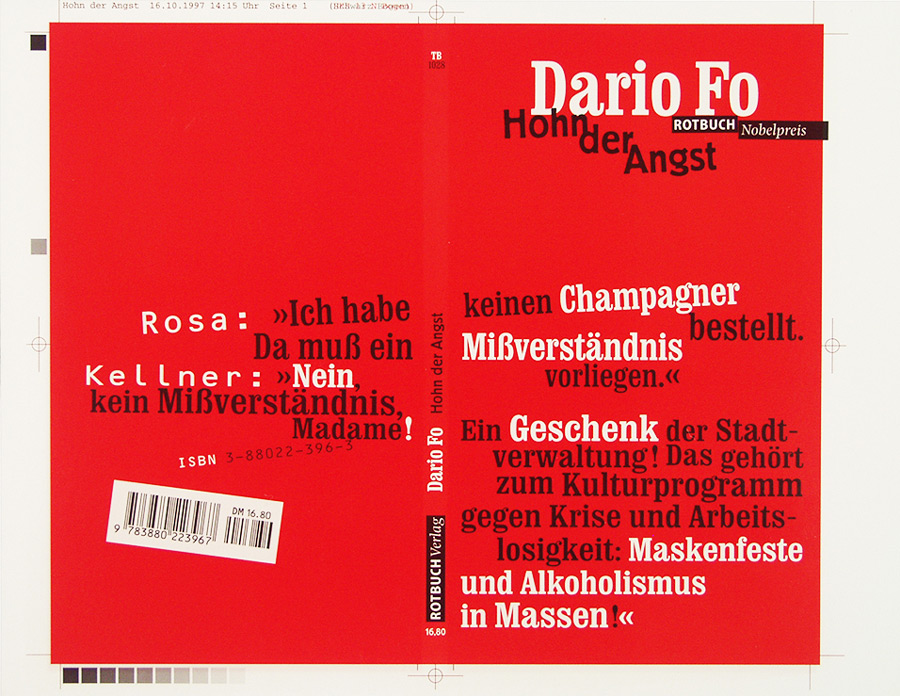 Hohn der Angst 16.10.1997 14:15 Uhr Seite 1
TB
1028
Dario Fo
Hohn
der
Angst
ROTBUCH Nobelpreis
Rosa: »Ich habe keinen Champagner
bestellt.
Da muß ein Mißverständnis
vorliegen.«
Kellner: »Nein,
kein Mißverständnis,
Madame!
Ein Geschenk der Stadt-
verwaltung! Das gehört
zum Kulturprogramm
gegen Krise und Arbeits-
losigkeit: Maskenfeste
und Alkoholismus
in Massen!«
ISBN 3-88022-396-3
DM 16.80
9 783880 223967
Hohn der Angst
Dario Fo
ROTBUCH Verlag
16,80